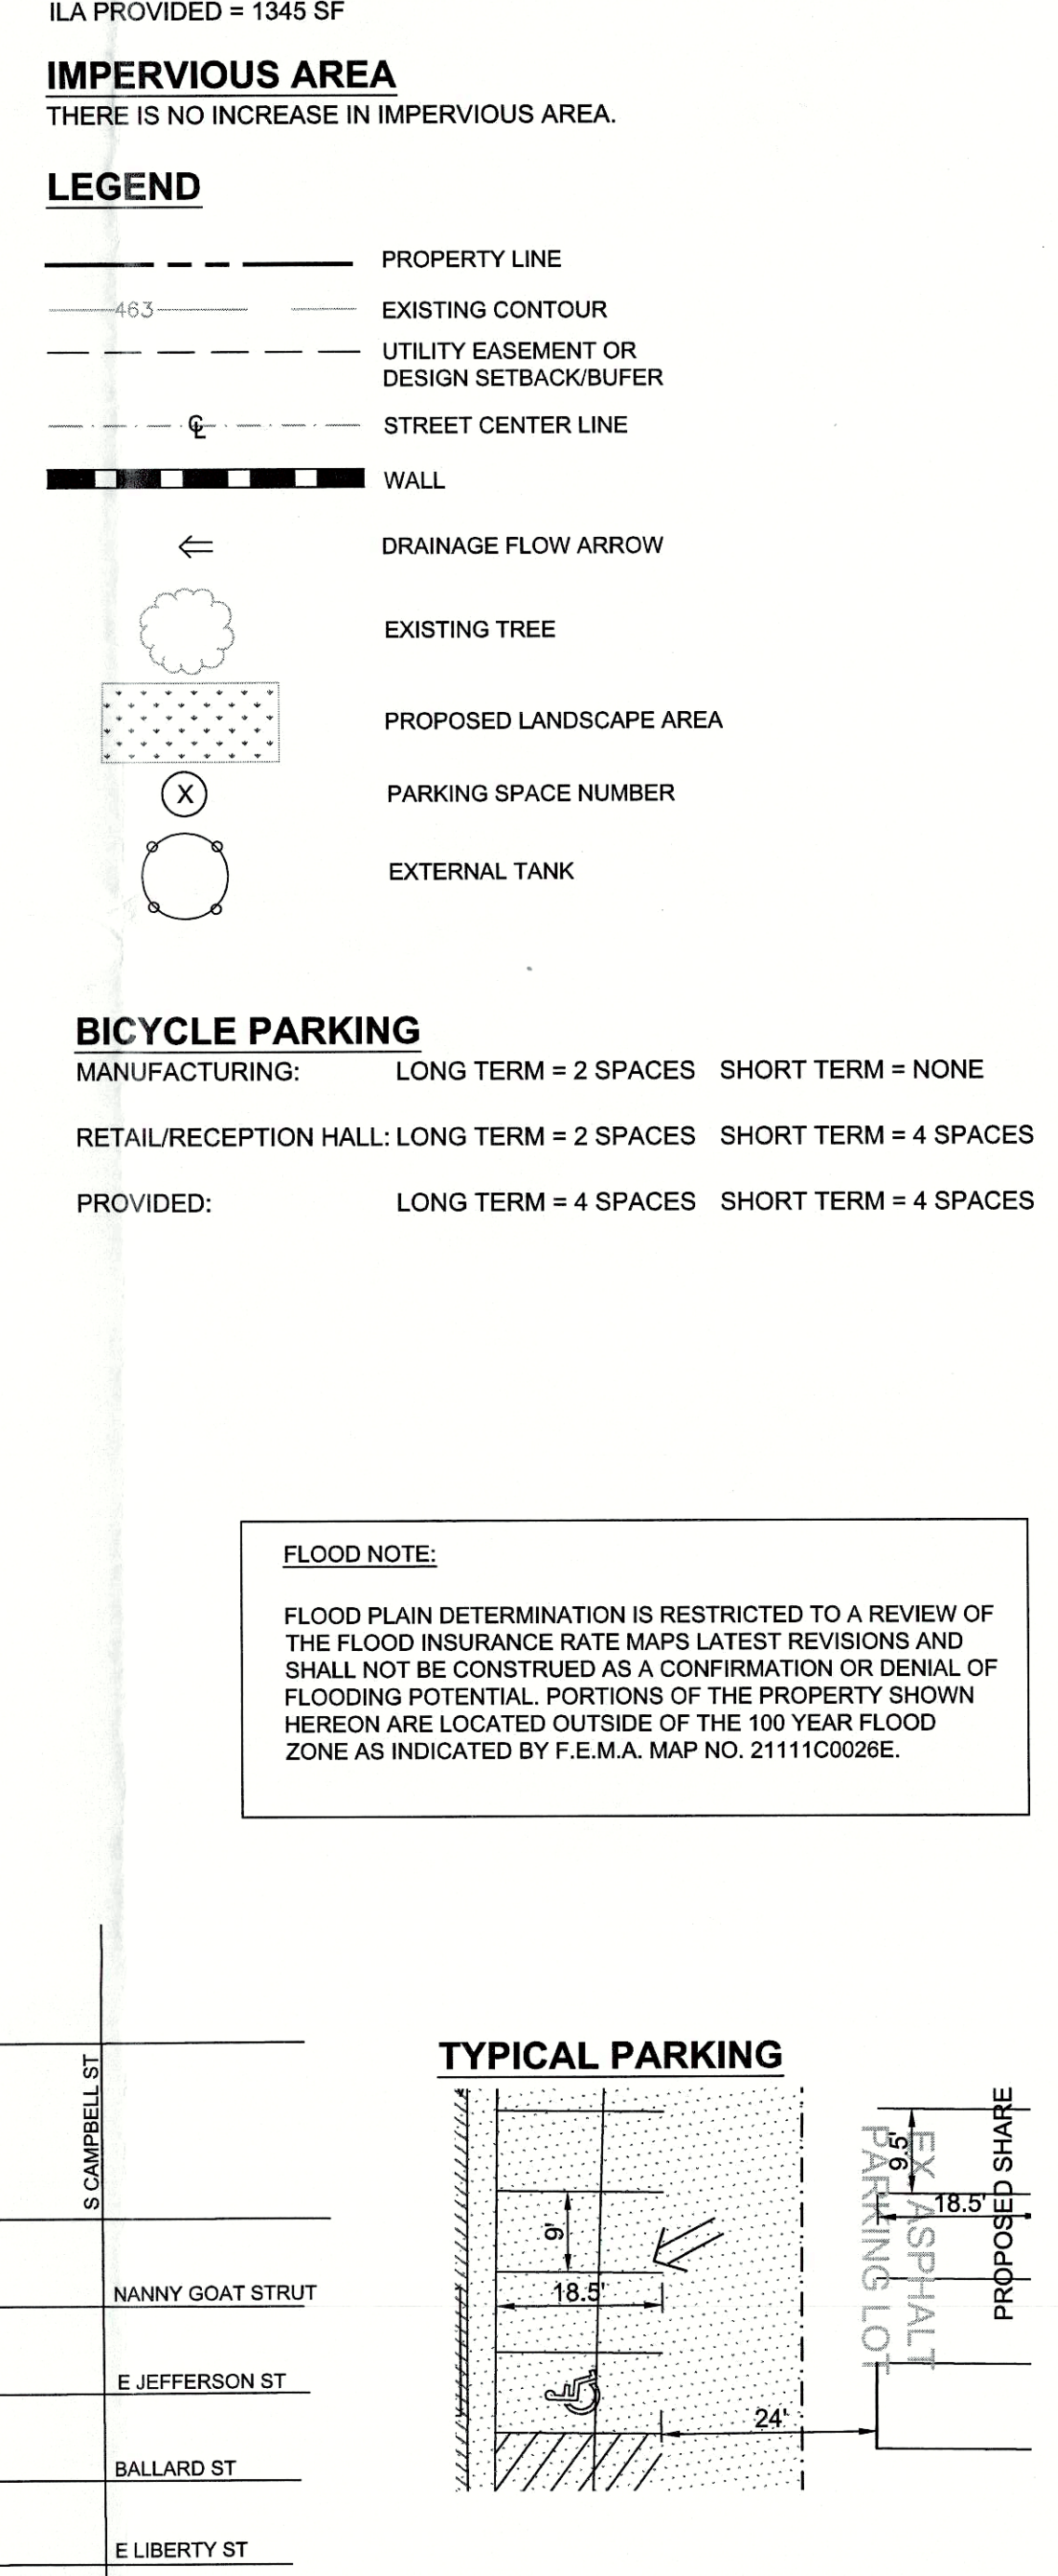 ILA PROVIDED = 1345 SF
IMPERVIOUS AREA
THERE IS NO INCREASE IN IMPERVIOUS AREA.
LEGEND
PROPERTY LINE
463
EXISTING CONTOUR
UTILITY EASEMENT OR
DESIGN SETBACK/BUFER
℄
STREET CENTER LINE
WALL
DRAINAGE FLOW ARROW
EXISTING TREE
PROPOSED LANDSCAPE AREA
X
PARKING SPACE NUMBER
EXTERNAL TANK
BICYCLE PARKING
MANUFACTURING: LONG TERM = 2 SPACES SHORT TERM = NONE
RETAIL/RECEPTION HALL: LONG TERM = 2 SPACES SHORT TERM = 4 SPACES
PROVIDED: LONG TERM = 4 SPACES SHORT TERM = 4 SPACES
FLOOD NOTE:
FLOOD PLAIN DETERMINATION IS RESTRICTED TO A REVIEW OF
THE FLOOD INSURANCE RATE MAPS LATEST REVISIONS AND
SHALL NOT BE CONSTRUED AS A CONFIRMATION OR DENIAL OF
FLOODING POTENTIAL. PORTIONS OF THE PROPERTY SHOWN
HEREON ARE LOCATED OUTSIDE OF THE 100 YEAR FLOOD
ZONE AS INDICATED BY F.E.M.A. MAP NO. 21111C0026E.
S CAMPBELL ST
NANNY GOAT STRUT
E JEFFERSON ST
BALLARD ST
E LIBERTY ST
TYPICAL PARKING
9'
18.5'
24'
9.5'
18.5'
EX ASPHALT
PARKING LOT
PROPOSED SHARE